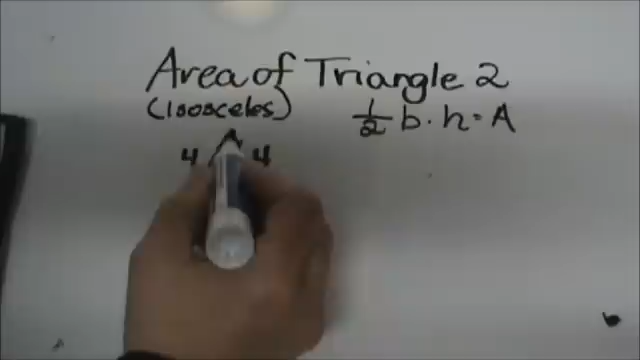 Area of Triangle 2
(Isosceles)
1/2 b · h = A
4 4
b